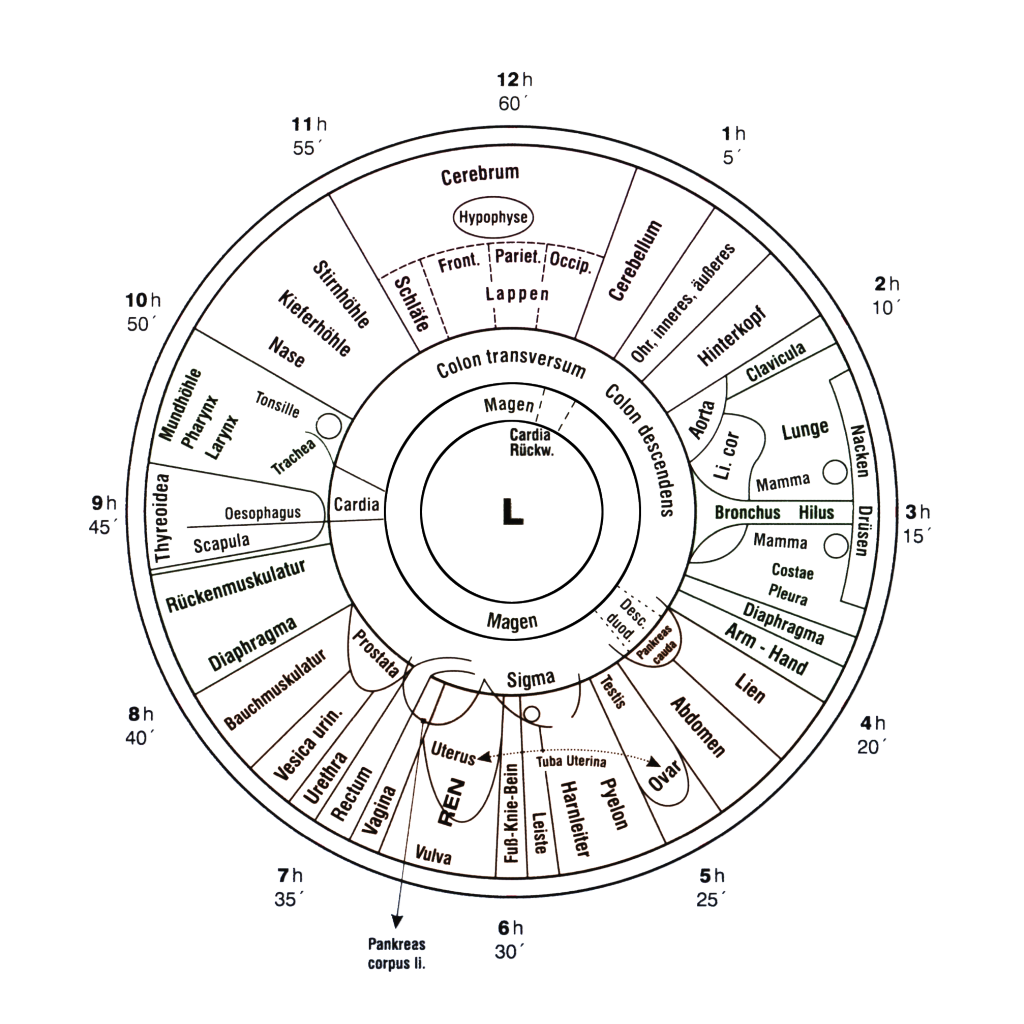 12 h
60´
1 h
5´
2 h
10´
3 h
15´
4 h
20´
5 h
25´
6 h
30´
7 h
35´
8 h
40´
9 h
45´
10 h
50´
11 h
55´
Cerebrum
Hypophyse
Schläfe
Front.
Pariet.
Occip.
Lappen
Cerebellum
Ohr, inneres, äußeres
Hinterkopf
Clavicula
Aorta
Li. cor
Lunge
Nacken
Drüsen
Mamma
Bronchus Hilus
Mamma
Costae
Pleura
Diaphragma
Arm - Hand
Lien
Pankreas
cauda
Abdomen
Testis
Ovar
Pyelon
Harnleiter
Tuba Uterina
Leiste
Fuß-Knie-Bein
Uterus
REN
Vulva
Pankreas
corpus li.
Vagina
Rectum
Urethra
Vesica urin.
Prostata
Bauchmuskulatur
Diaphragma
Rückenmuskulatur
Scapula
Oesophagus
Thyreoidea
Trachea
Tonsille
Larynx
Pharynx
Mundhöhle
Nase
Kieferhöhle
Stirnhöhle
Colon transversum
Colon descendens
Sigma
Cardia
Magen
Cardia
Rückw.
L
Magen
Desc.
duod